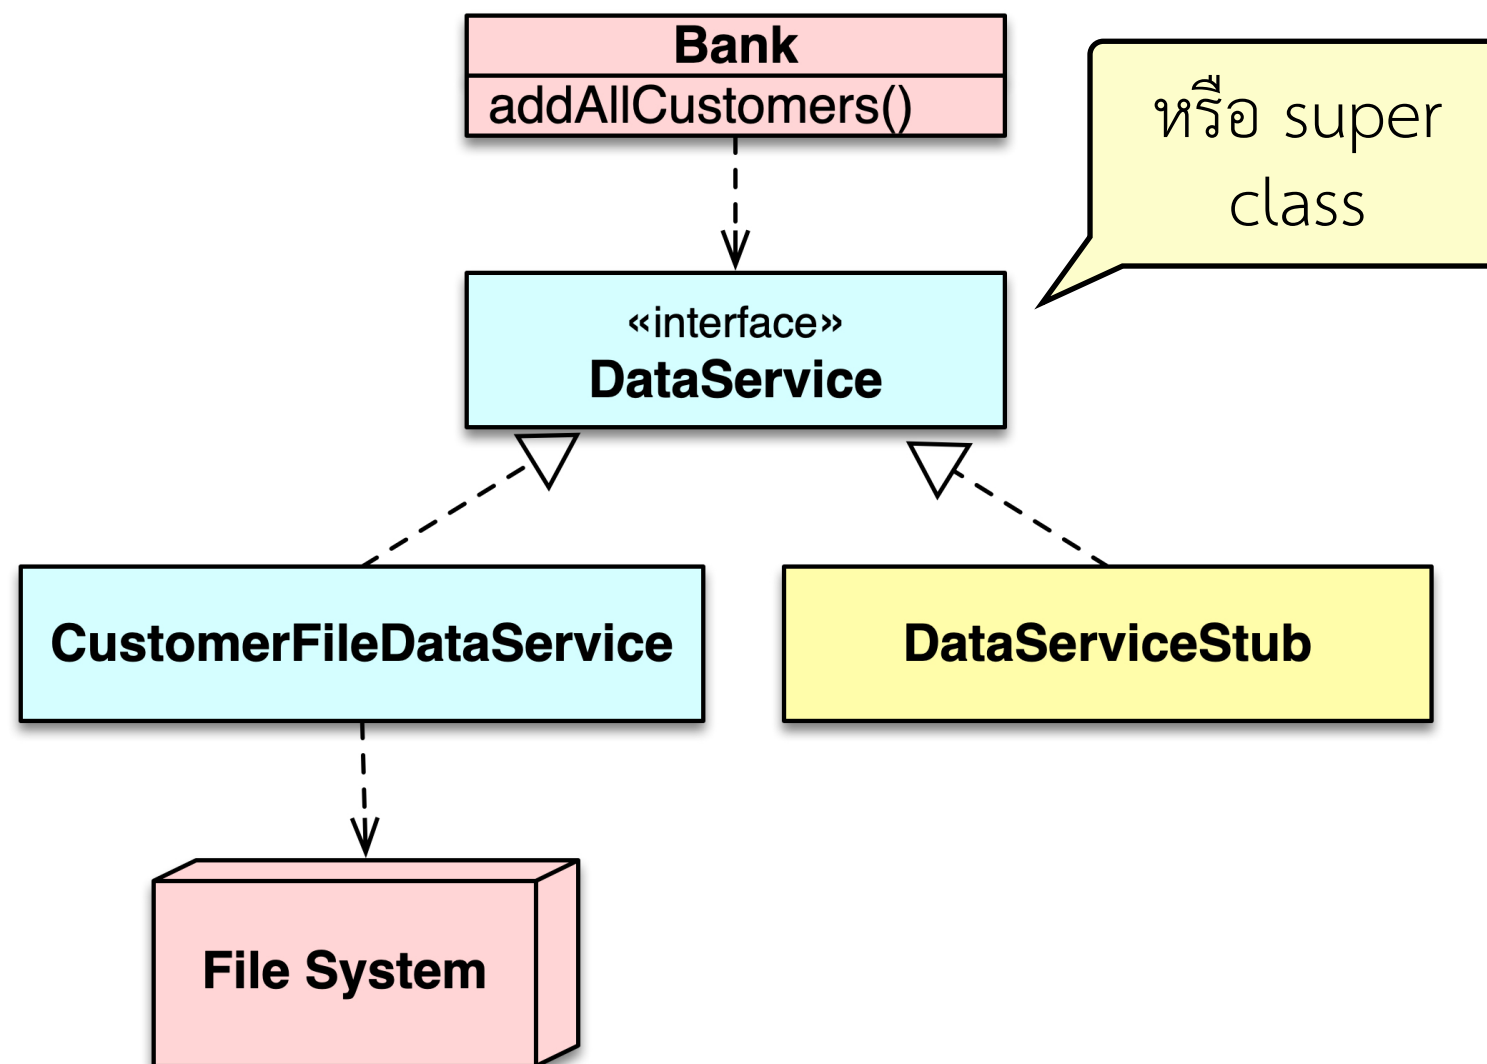 Bank
addAllCustomers()
หรือ super
class
«interface»
DataService
CustomerFileDataService
DataServiceStub
File System